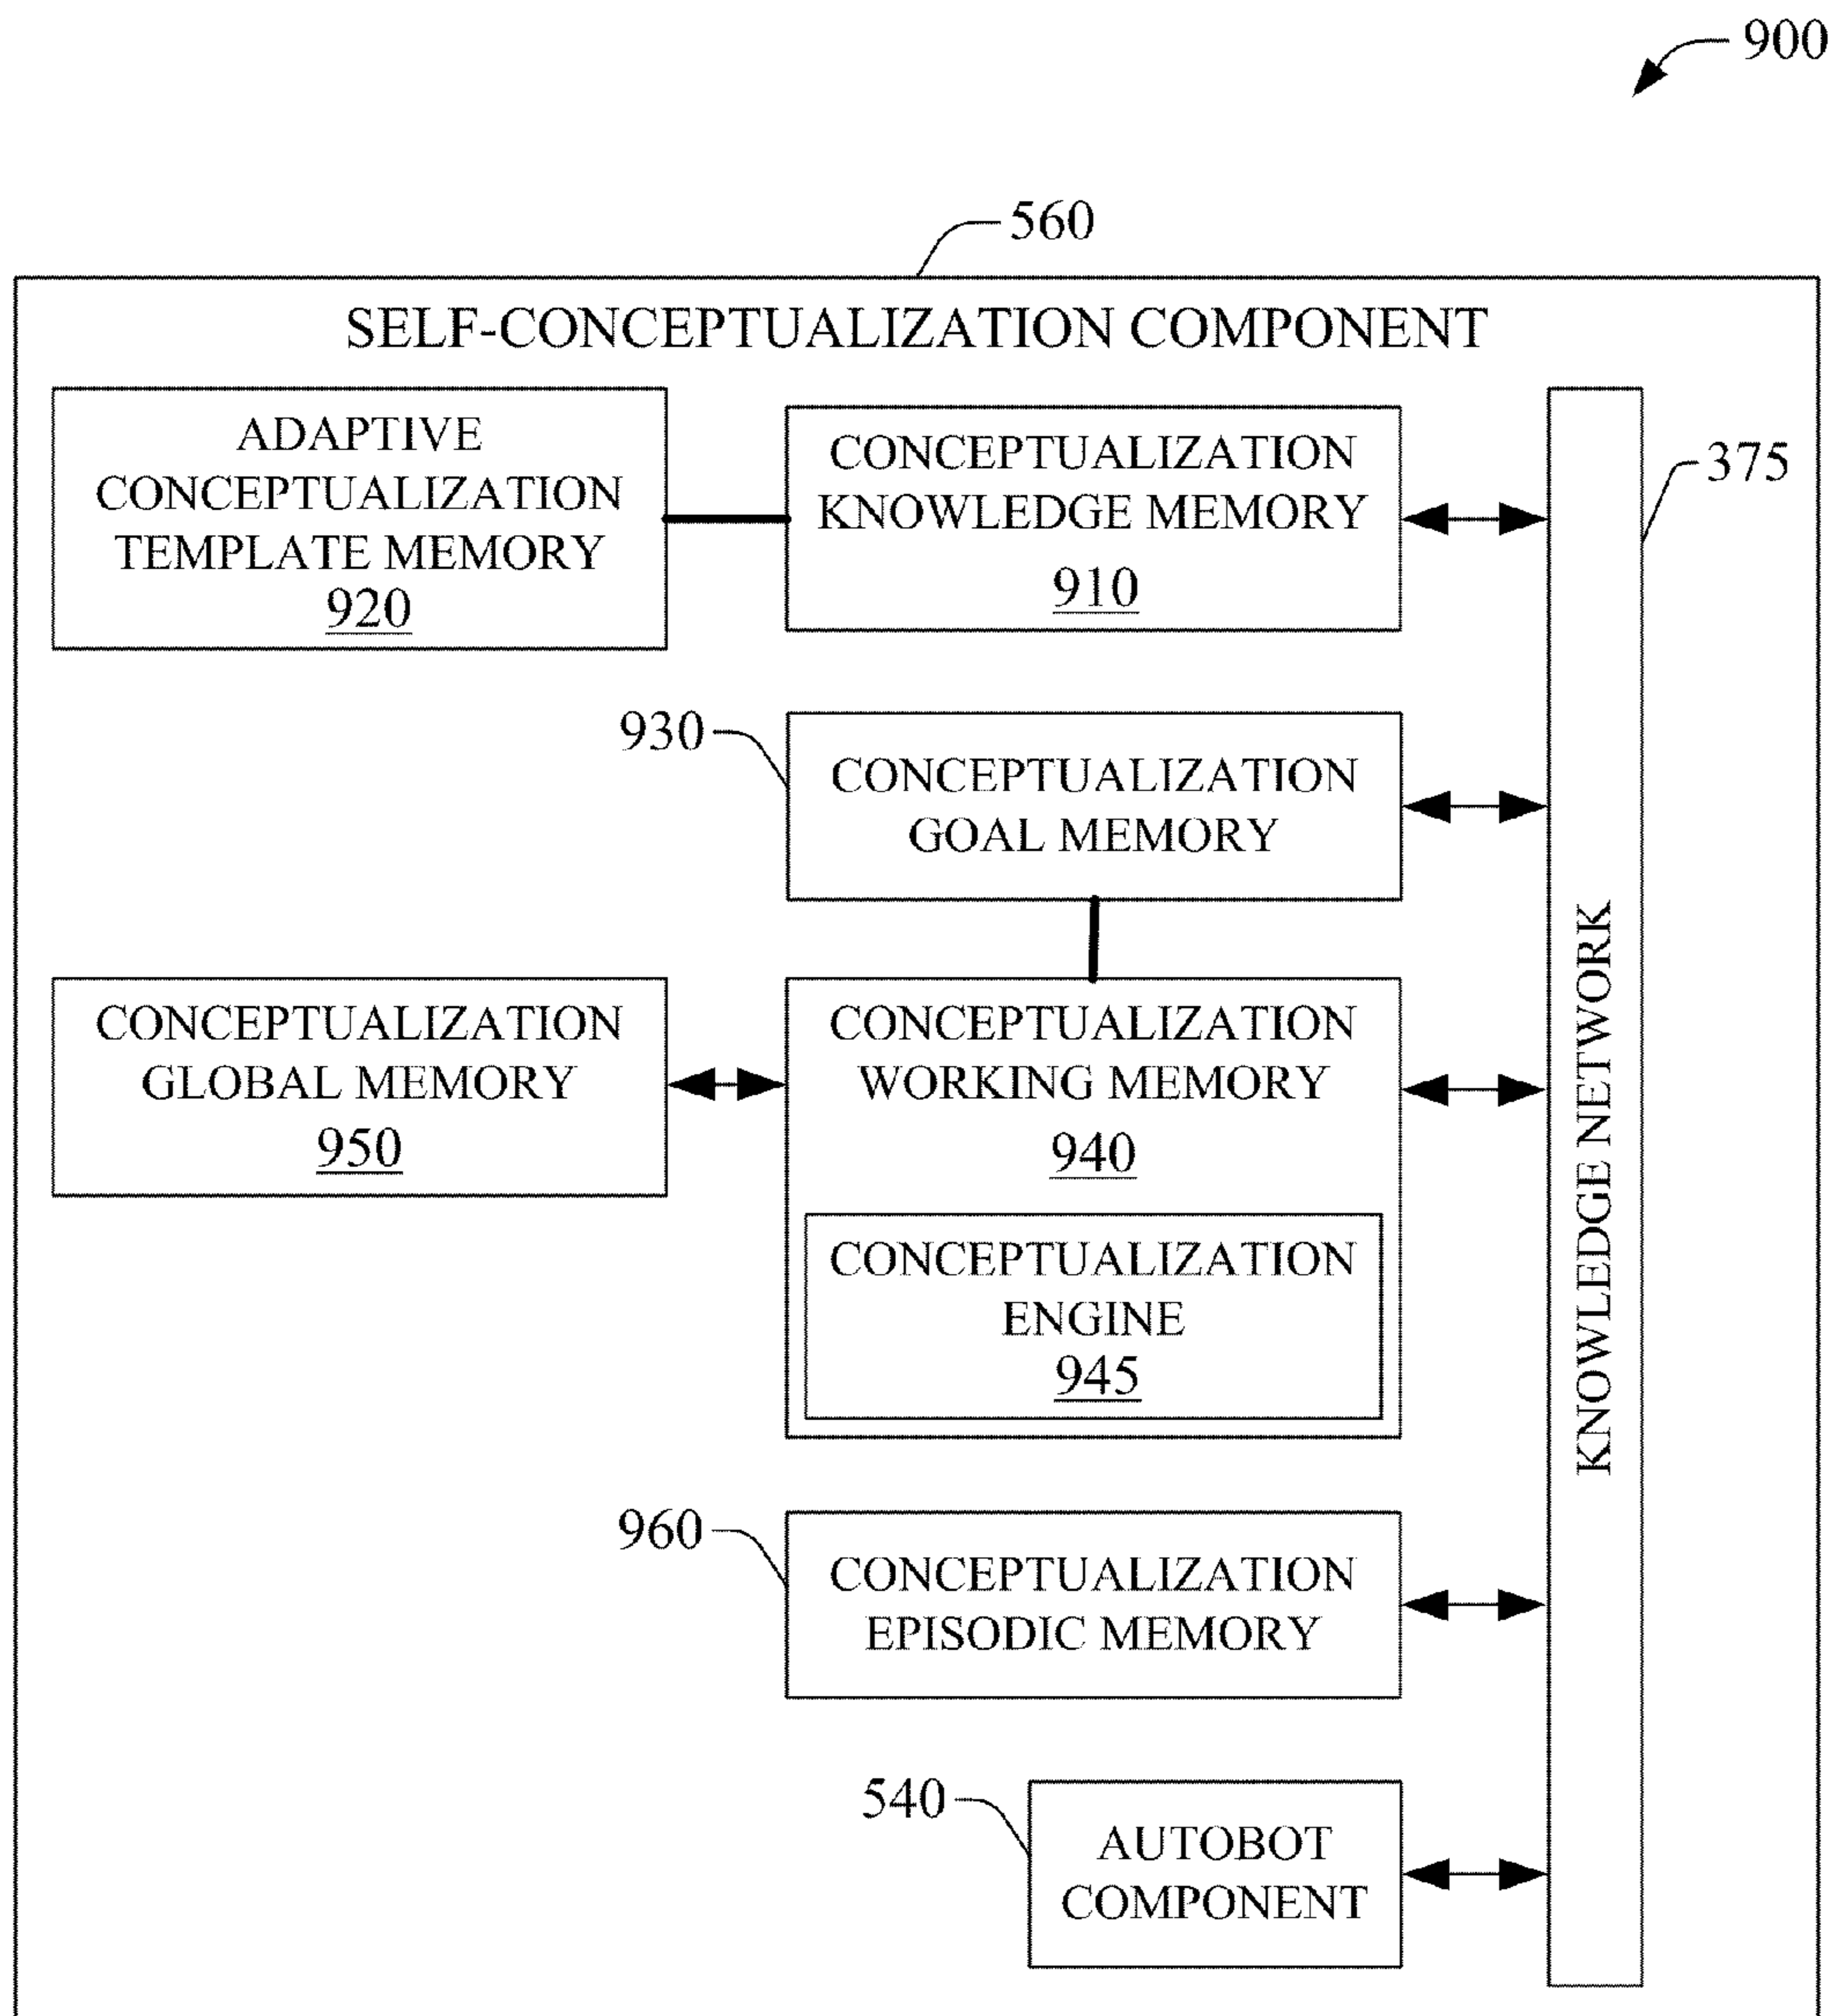 900
560
SELF-CONCEPTUALIZATION COMPONENT
ADAPTIVE
CONCEPTUALIZATION
TEMPLATE MEMORY
920
CONCEPTUALIZATION
KNOWLEDGE MEMORY
910
375
930
CONCEPTUALIZATION
GOAL MEMORY
CONCEPTUALIZATION
GLOBAL MEMORY
950
CONCEPTUALIZATION
WORKING MEMORY
940
CONCEPTUALIZATION
ENGINE
945
KNOWLEDGE NETWORK
960
CONCEPTUALIZATION
EPISODIC MEMORY
540
AUTOBOT
COMPONENT